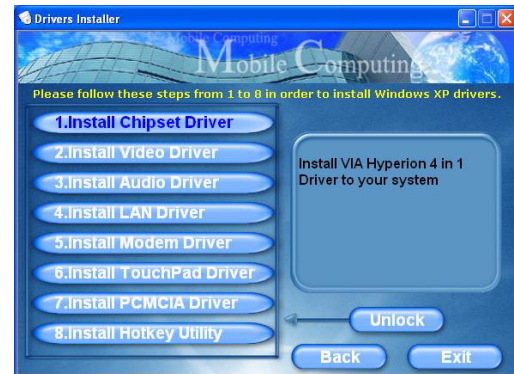 Drivers Installer
Mobile Computing
Mobile Computing
Please follow these steps from 1 to 8 in order to install Windows XP drivers.
1.Install Chipset Driver
2.Install Video Driver
3.Install Audio Driver
4.Install LAN Driver
5.Install Modem Driver
6.Install TouchPad Driver
7.Install PCMCIA Driver
8.Install Hotkey Utility
Install VIA Hyperion 4 in 1
Driver to your system
Unlock
Back
Exit